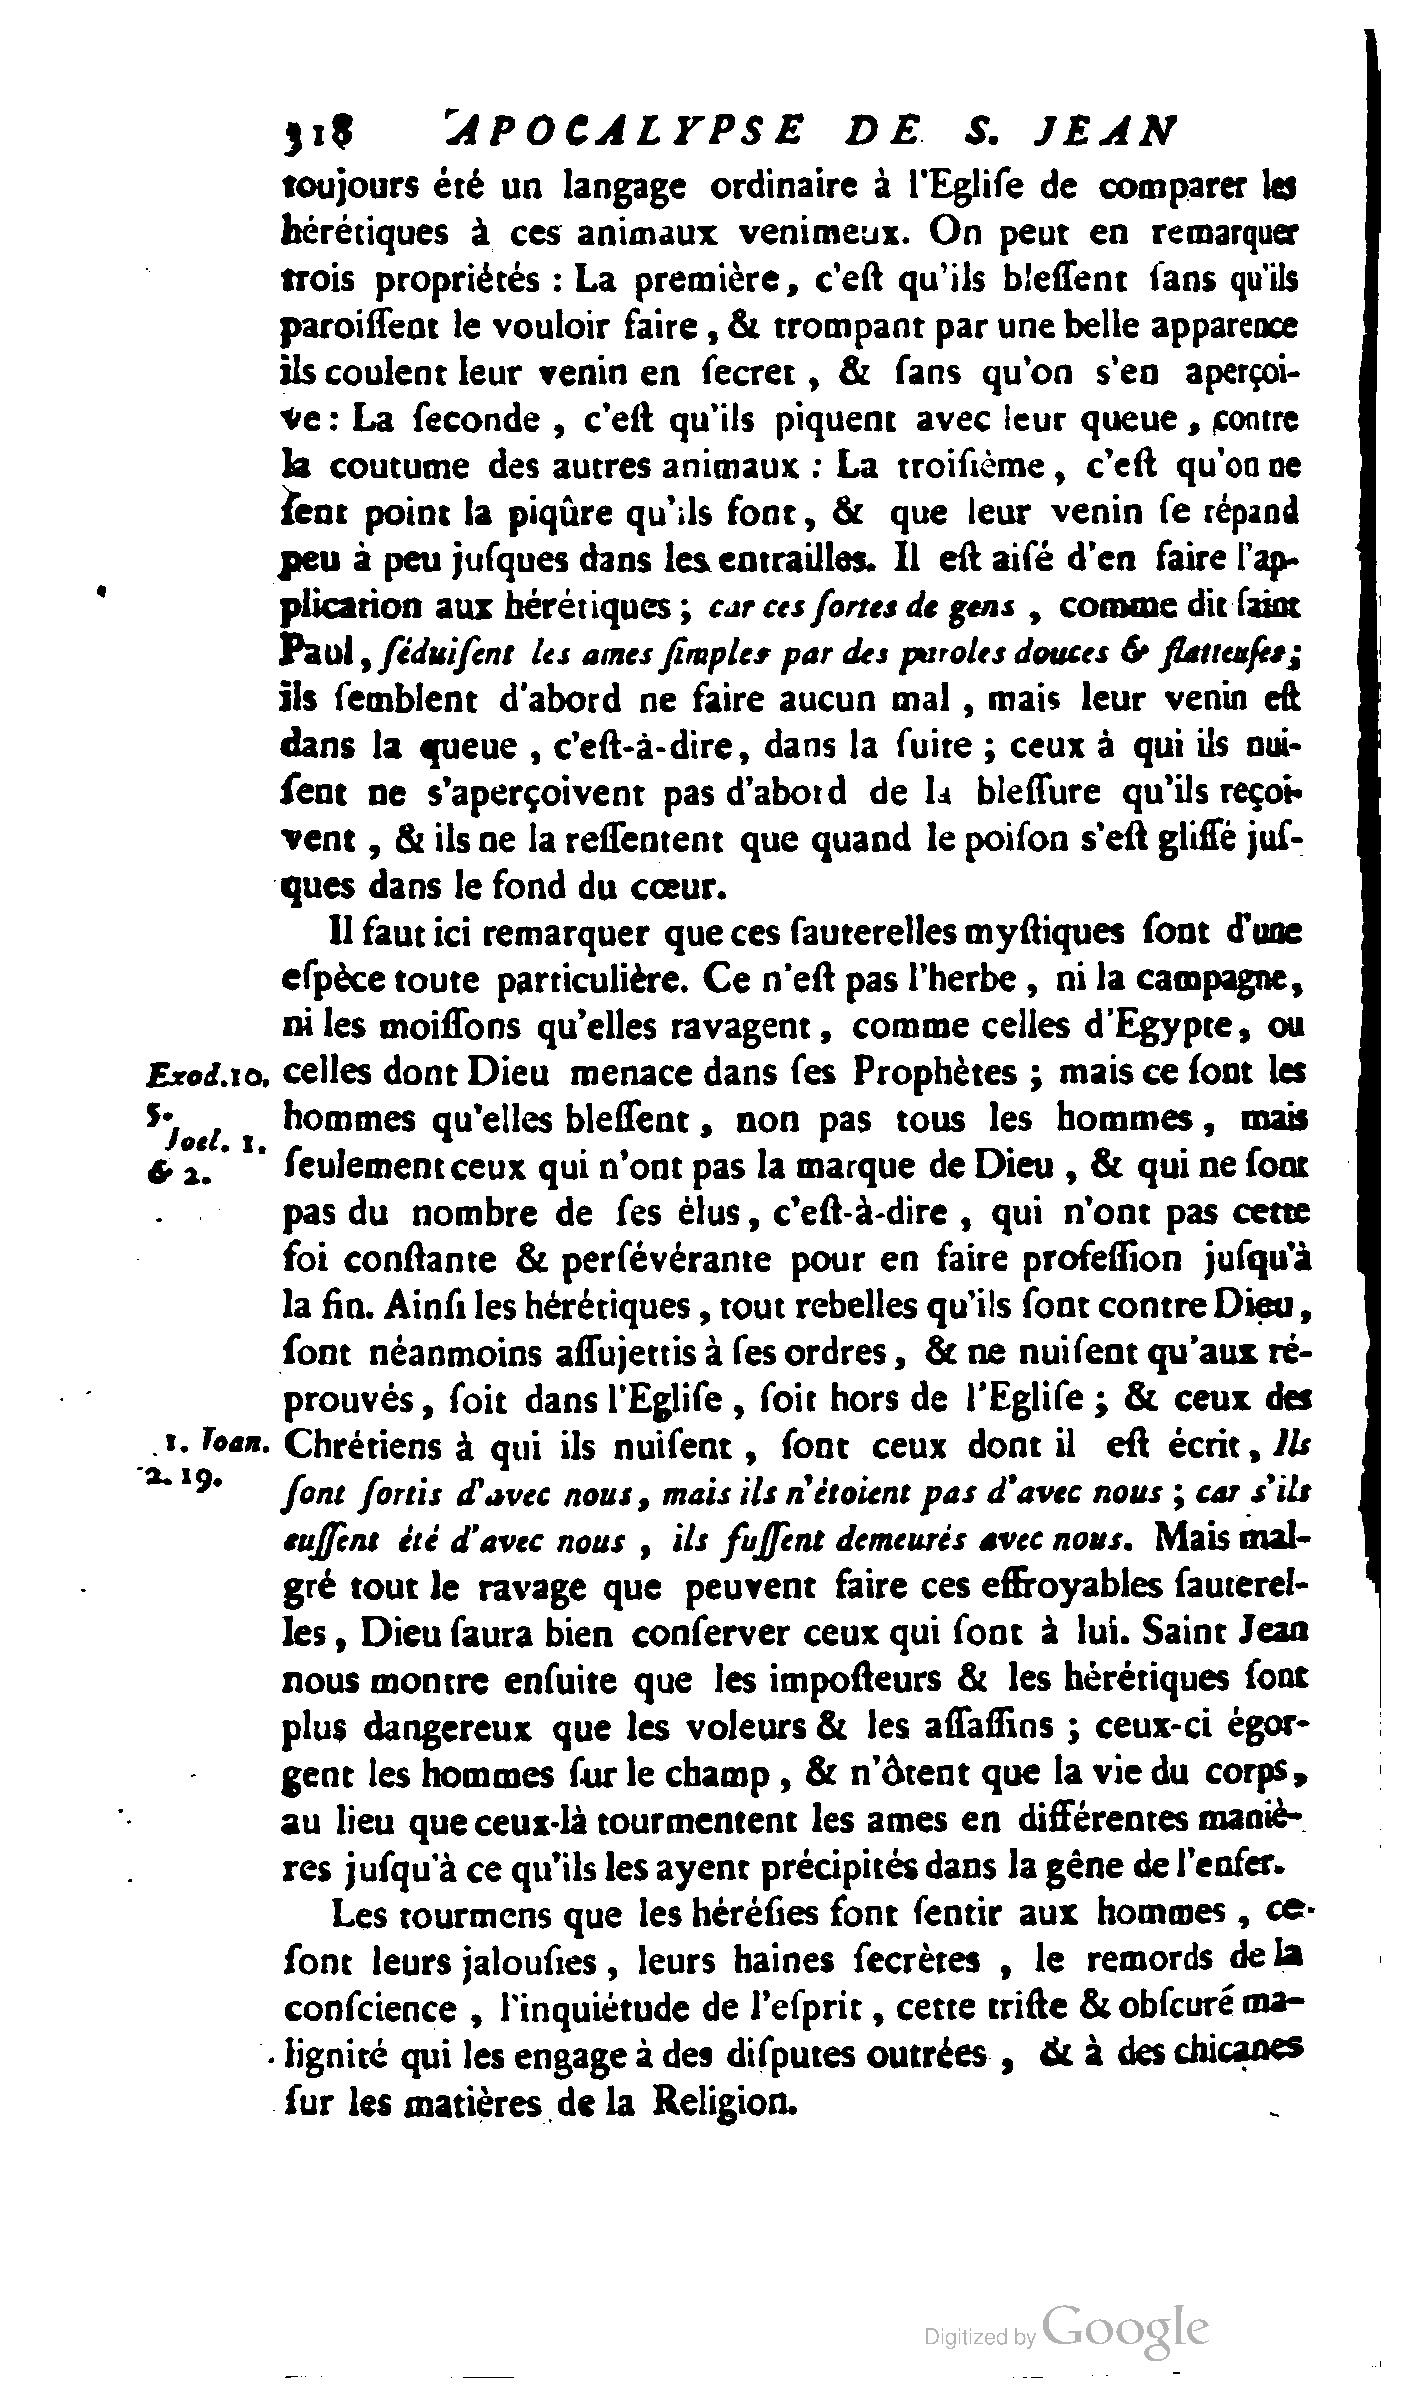 318 APOCALYPSE DE S. JEAN
toujours été un langage ordinaire à l'Egliſe de comparer les
hérétiques à ces animaux venimeux. On peut en remarquer
trois propriétés : La première, c'eſt qu'ils bleſſent ſans qu'ils
paroiſſent le vouloir faire, & trompant par une belle apparence
ils coulent leur venin en ſecret, & ſans qu'on s'en aperçoi-
ve : La ſeconde, c'eſt qu'ils piquent avec leur queue, contre
la coutume des autres animaux : La troiſième, c'eſt qu'on ne
ſent point la piqûre qu'ils font, & que leur venin ſe répand
peu à peu juſques dans les entrailles. Il eſt aiſé d'en faire l'ap-
plication aux hérétiques ; car ces ſortes de gens, comme dit ſaint
Paul, ſéduiſent les ames ſimples par des paroles douces & flatteuſes ;
ils ſemblent d'abord ne faire aucun mal, mais leur venin eſt
dans la queue, c'eſt-à-dire, dans la ſuite ; ceux à qui ils nui-
ſent ne s'aperçoivent pas d'abord de la bleſſure qu'ils reçoi-
vent, & ils ne la reſſentent que quand le poiſon s'eſt gliſſé juſ-
ques dans le fond du cœur.
Il faut ici remarquer que ces ſauterelles myſtiques ſont d'une
eſpèce toute particulière. Ce n'eſt pas l'herbe, ni la campagne,
ni les moiſſons qu'elles ravagent, comme celles d'Egypte, ou
Exod. 10. celles dont Dieu menace dans ſes Prophètes ; mais ce ſont les
5. hommes qu'elles bleſſent, non pas tous les hommes, mais
Joel. 1.
& 2. ſeulement ceux qui n'ont pas la marque de Dieu, & qui ne ſont
pas du nombre de ſes élus, c'eſt-à-dire, qui n'ont pas cette
foi conſtante & perſévérante pour en faire profeſſion juſqu'à
la fin. Ainſi les hérétiques, tout rebelles qu'ils ſont contre Dieu,
ſont néanmoins aſſujettis à ſes ordres, & ne nuiſent qu'aux ré-
prouvés, ſoit dans l'Egliſe, ſoit hors de l'Egliſe ; & ceux des
1. Joan. Chrétiens à qui ils nuiſent, ſont ceux dont il eſt écrit, Ils
2. 19. ſont ſortis d'avec nous, mais ils n'étoient pas d'avec nous ; car s'ils
euſſent été d'avec nous, ils fuſſent demeurés avec nous. Mais mal-
gré tout le ravage que peuvent faire ces effroyables ſauterel-
les, Dieu ſaura bien conſerver ceux qui ſont à lui. Saint Jean
nous montre enſuite que les impoſteurs & les hérétiques ſont
plus dangereux que les voleurs & les aſſaſſins ; ceux-ci égor-
gent les hommes ſur le champ, & n'ôtent que la vie du corps,
au lieu que ceux-là tourmentent les ames en différentes maniè-
res juſqu'à ce qu'ils les ayent précipités dans la gêne de l'enfer.
Les tourmens que les héréſies font ſentir aux hommes, ce
ſont leurs jalouſies, leurs haines ſecrètes, le remords de la
conſcience, l'inquiétude de l'eſprit, cette triſte & obſcure ma-
lignité qui les engage à des diſputes outrées, & à des chicanes
ſur les matières de la Religion.
Digitized by Google